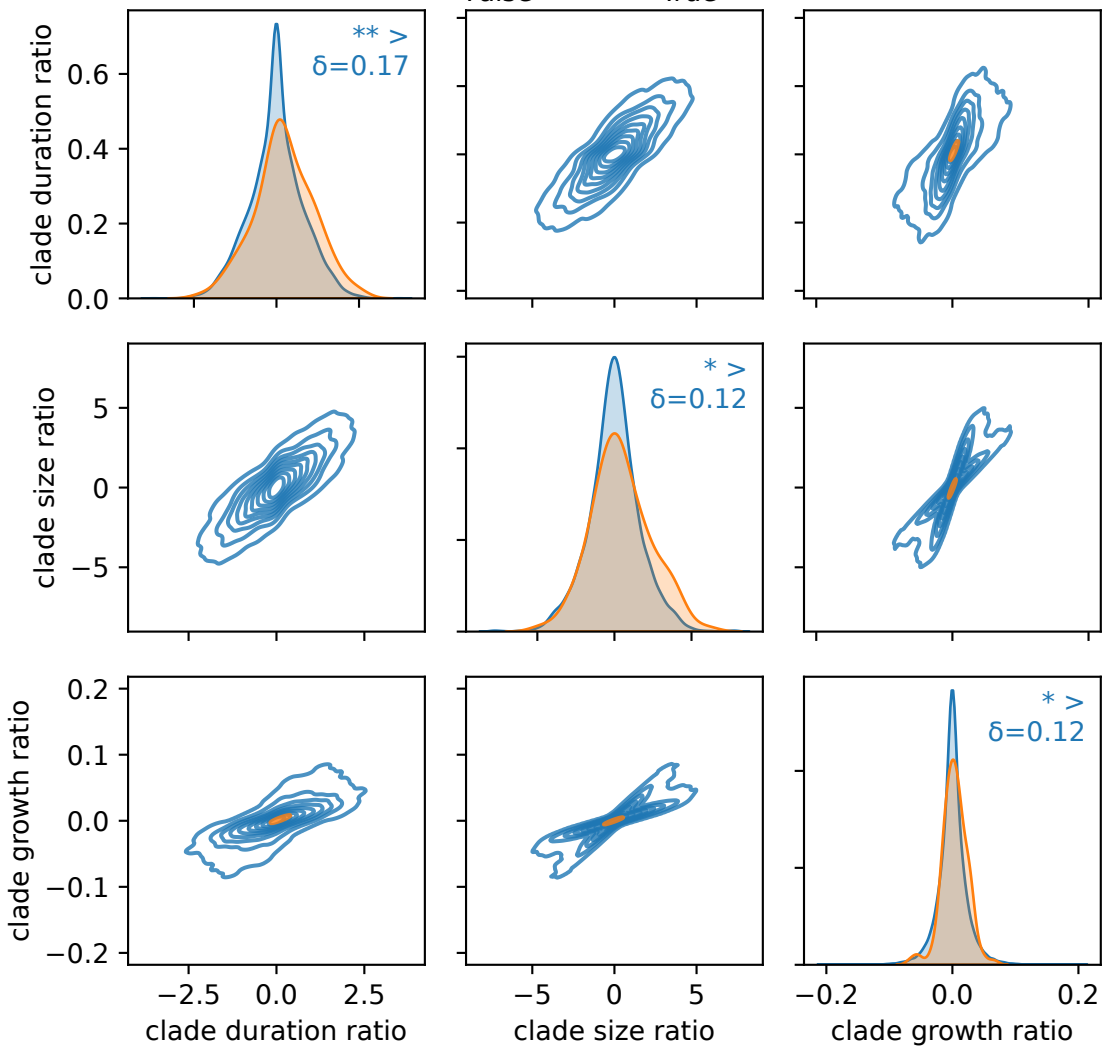 clade duration ratio
0.6
0.4
0.2
0.0
** >
δ=0.17
clade size ratio
5
0
−5
* >
δ=0.12
clade growth ratio
0.2
0.1
0.0
−0.1
−0.2
* >
δ=0.12
−2.5 0.0 2.5
−5 0 5
−0.2 0.0 0.2
clade duration ratio
clade size ratio
clade growth ratio